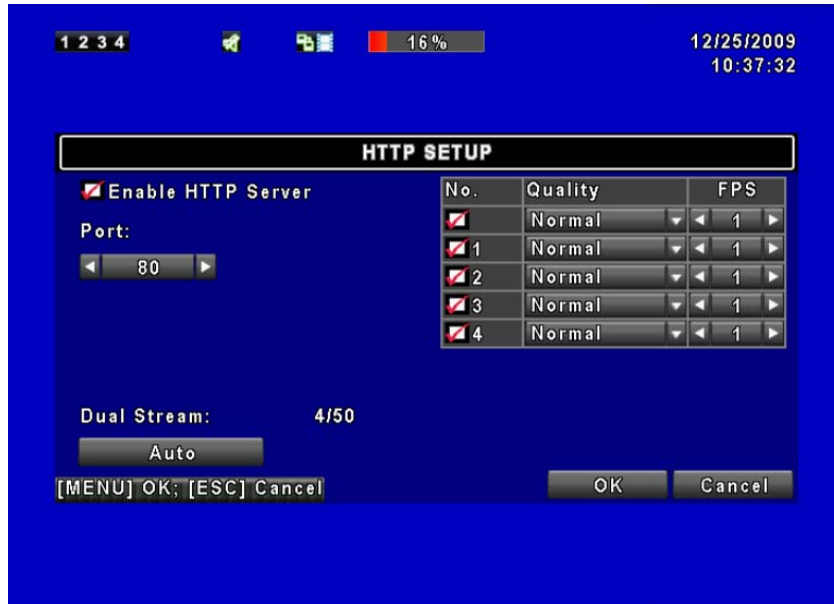 1 2 3 4 16% 12/25/2009
10:37:32
HTTP SETUP
Enable HTTP Server
Port:
80
No. Quality FPS
Normal 1
1 Normal 1
2 Normal 1
3 Normal 1
4 Normal 1
Dual Stream: 4/50
Auto
[MENU] OK; [ESC] Cancel
OK Cancel